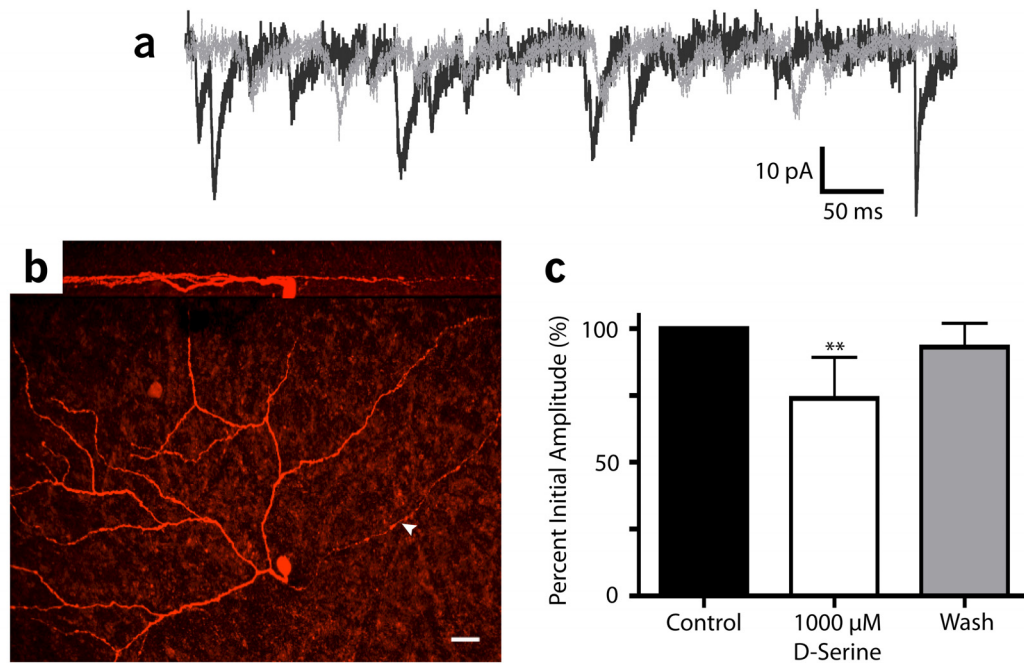 a
10 pA
50 ms
b
c
Percent Initial Amplitude (%)
100
50
0
**
Control
1000 µM
D-Serine
Wash